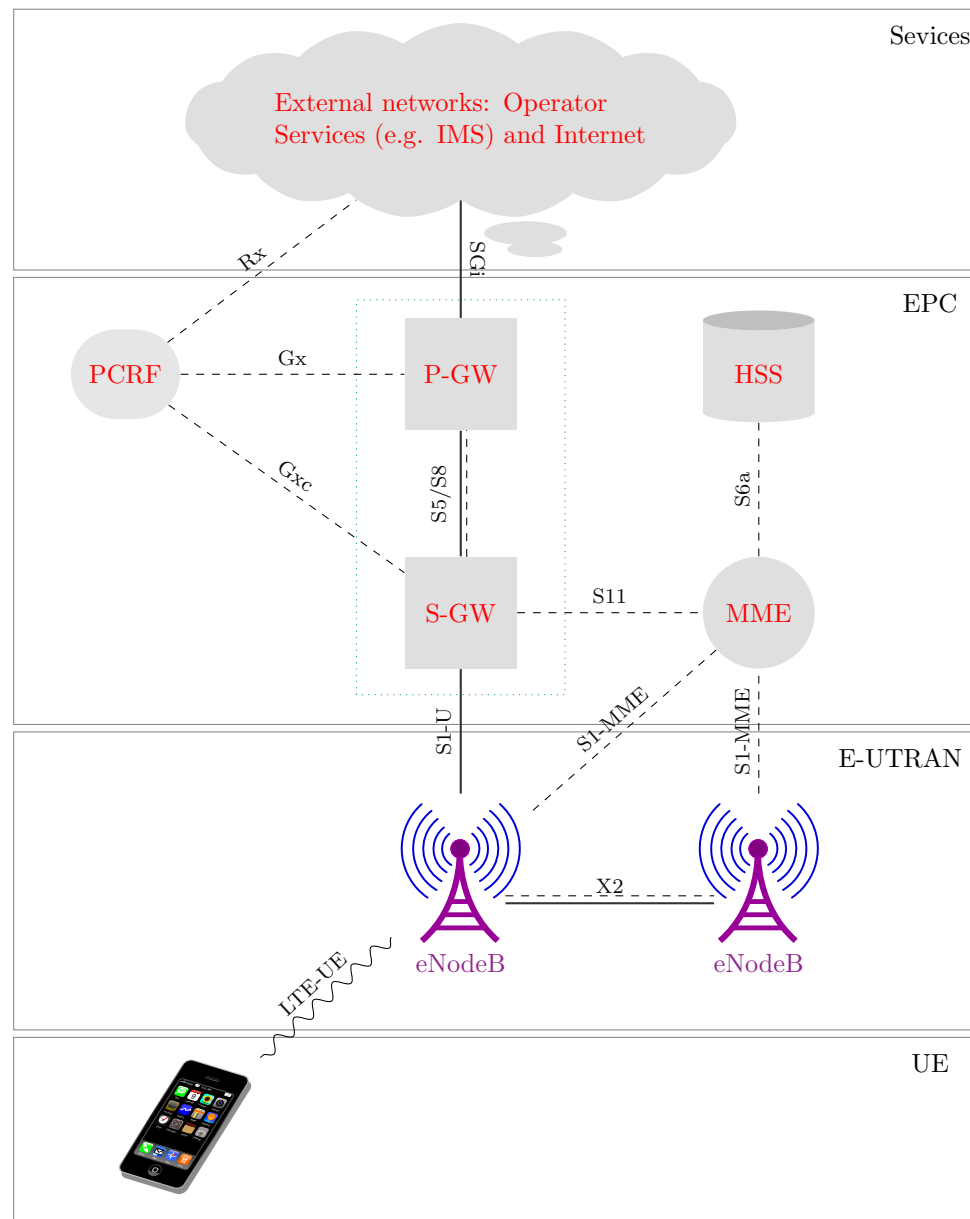 Sevices
External networks: Operator
Services (e.g. IMS) and Internet
Rx
SGi
EPC
PCRF
Gx
P-GW
HSS
Gxc
S5/S8
S6a
S-GW
S11
MME
S1-U
S1-MME
S1-MME
E-UTRAN
X2
eNodeB
eNodeB
LTE-UE
UE